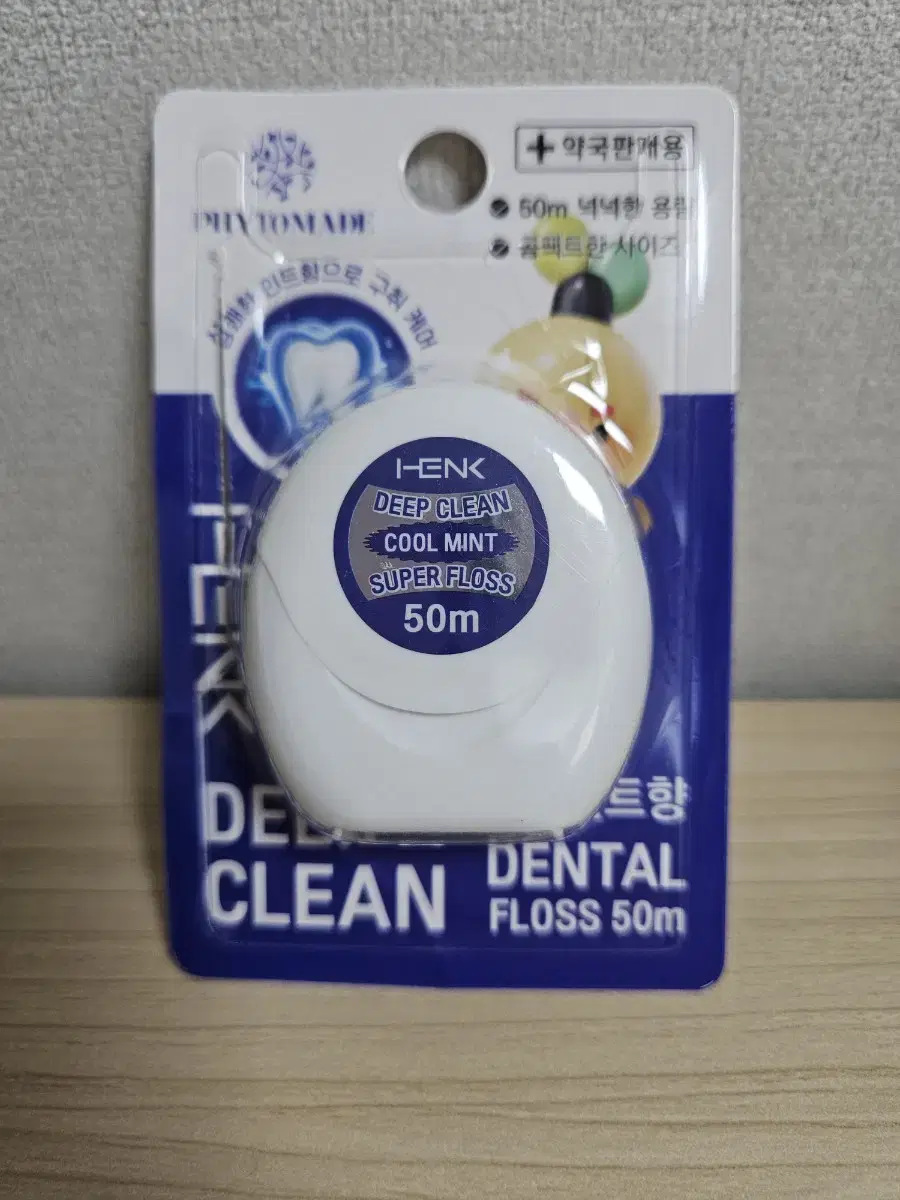 PHYTOMADE
+ 약국판매용
50m 넉넉한 용량
콤팩트한 사이즈
상쾌한 민트향으로 구취 케어
HENK
DEEP CLEAN
COOL MINT
SUPER FLOSS
50m
HENK
DEEP
CLEAN
트향
DENTAL
FLOSS 50m